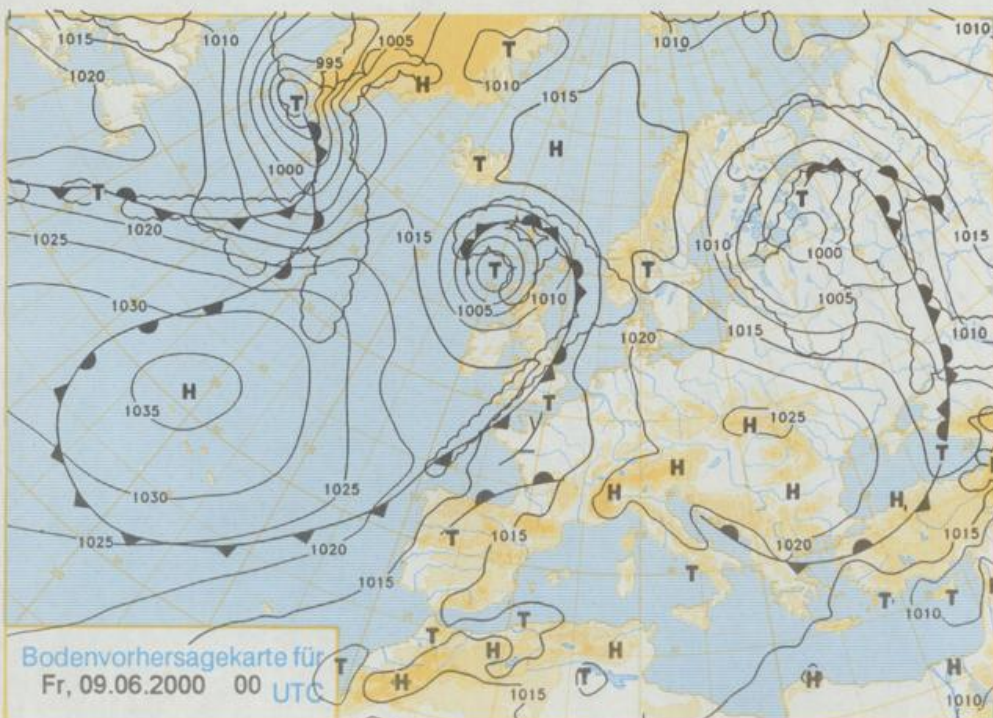 1015 1010 1005 1010
1020 995 T T 1010
H 1010
T 1015
H
1000 T
T T
1020 1015
1025 1015 1010
T T 1000
1030 1005 1010 1005
1015 1010
1020
H
1035 T
1025
H
T
H
1025 H H H
1030
1025 T 1015 1020 1015
1020
1015 T T T
1010
T T
H H
Bodenvorhersagekarte für
Fr, 09.06.2000 00 UTC
T H T H H
1015 1010